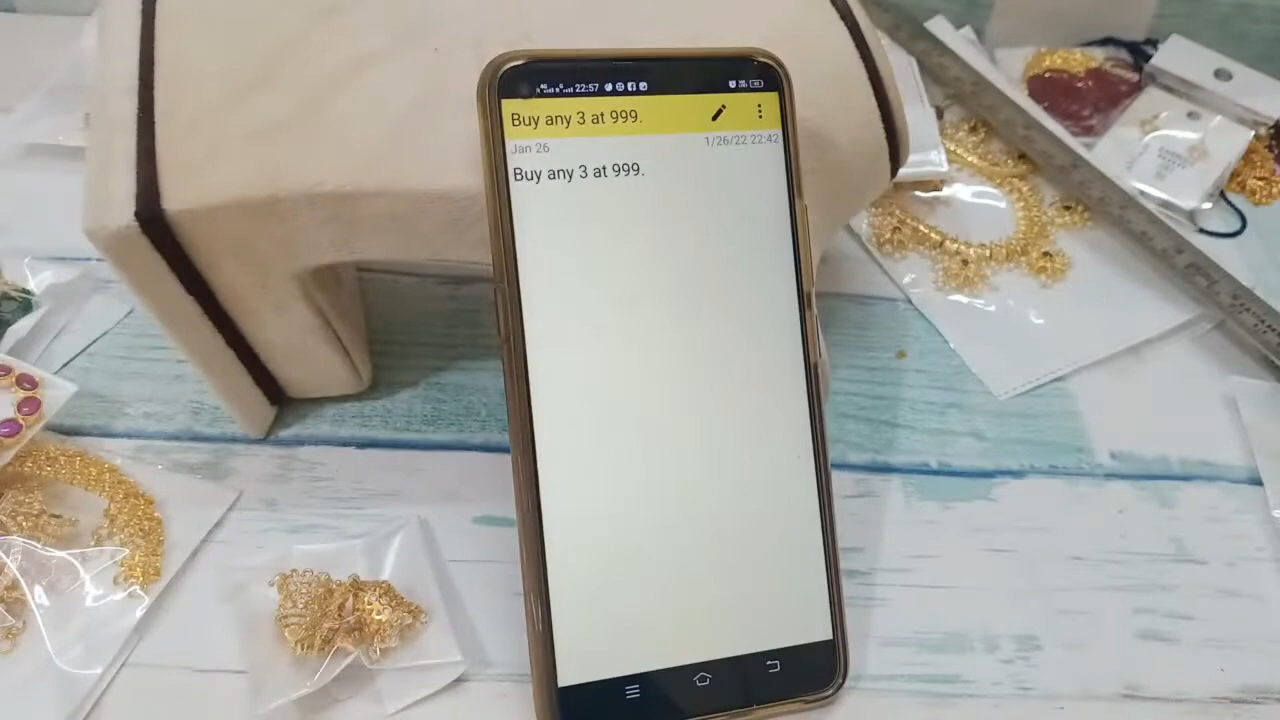 22:57
Buy any 3 at 999.
Jan 26
1/26/22 22:42
Buy any 3 at 999.